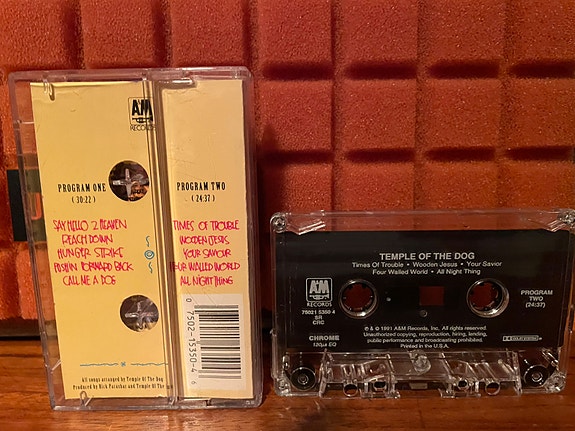 A&M
RECORDS
PROGRAM ONE
(30:22)
SAY HELLO 2 HEAVEN
REACH DOWN
HUNGER STRIKE
PUSHIN FORWARD BACK
CALL ME A DOG
PROGRAM TWO
(24:37)
TIMES OF TROUBLE
WOODEN JESUS
YOUR SAVIOR
FOUR WALLED WORLD
ALL NIGHT THING
0 7502-15350-4 6
All songs arranged by Temple Of The Dog
Produced by Rick Parashar and Temple Of The
TEMPLE OF THE DOG
Times Of Trouble • Wooden Jesus • Your Savior
Four Walled World • All Night Thing
A&M
RECORDS
75021 5350 4
SR
CRC
PROGRAM
TWO
(24:37)
℗ & © 1991 A&M Records, Inc. All rights reserved.
Unauthorized copying, reproduction, hiring, lending,
public performance and broadcasting prohibited.
Printed in the U.S.A.
CHROME
120µs EQ